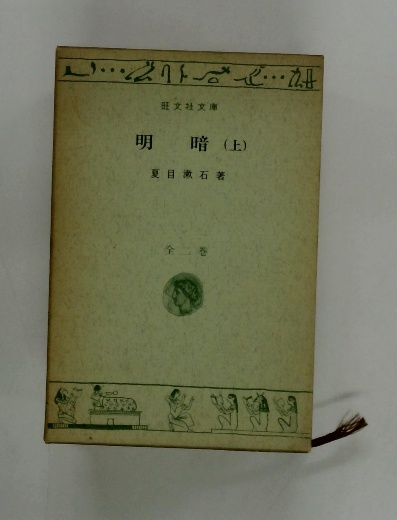 旺文社文庫
明 暗 (上)
夏目漱石著
全二巻